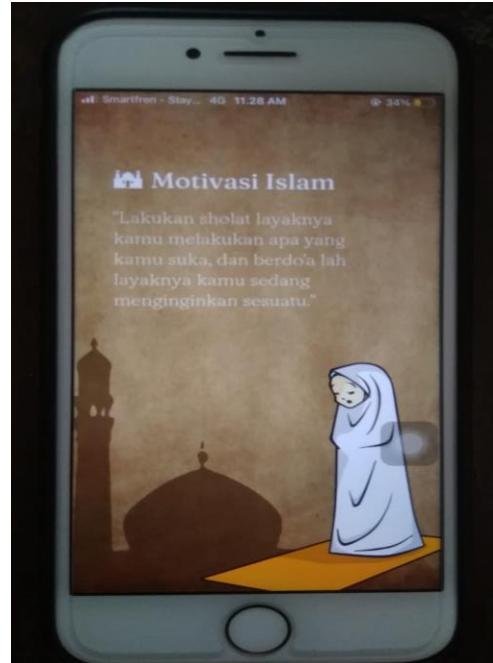 Smartfren - Stay... 4G 11.28 AM 34%
Motivasi Islam
"Lakukan sholat layaknya
kamu melakukan apa yang
kamu suka, dan berdo'a lah
layaknya kamu sedang
menginginkan sesuatu."